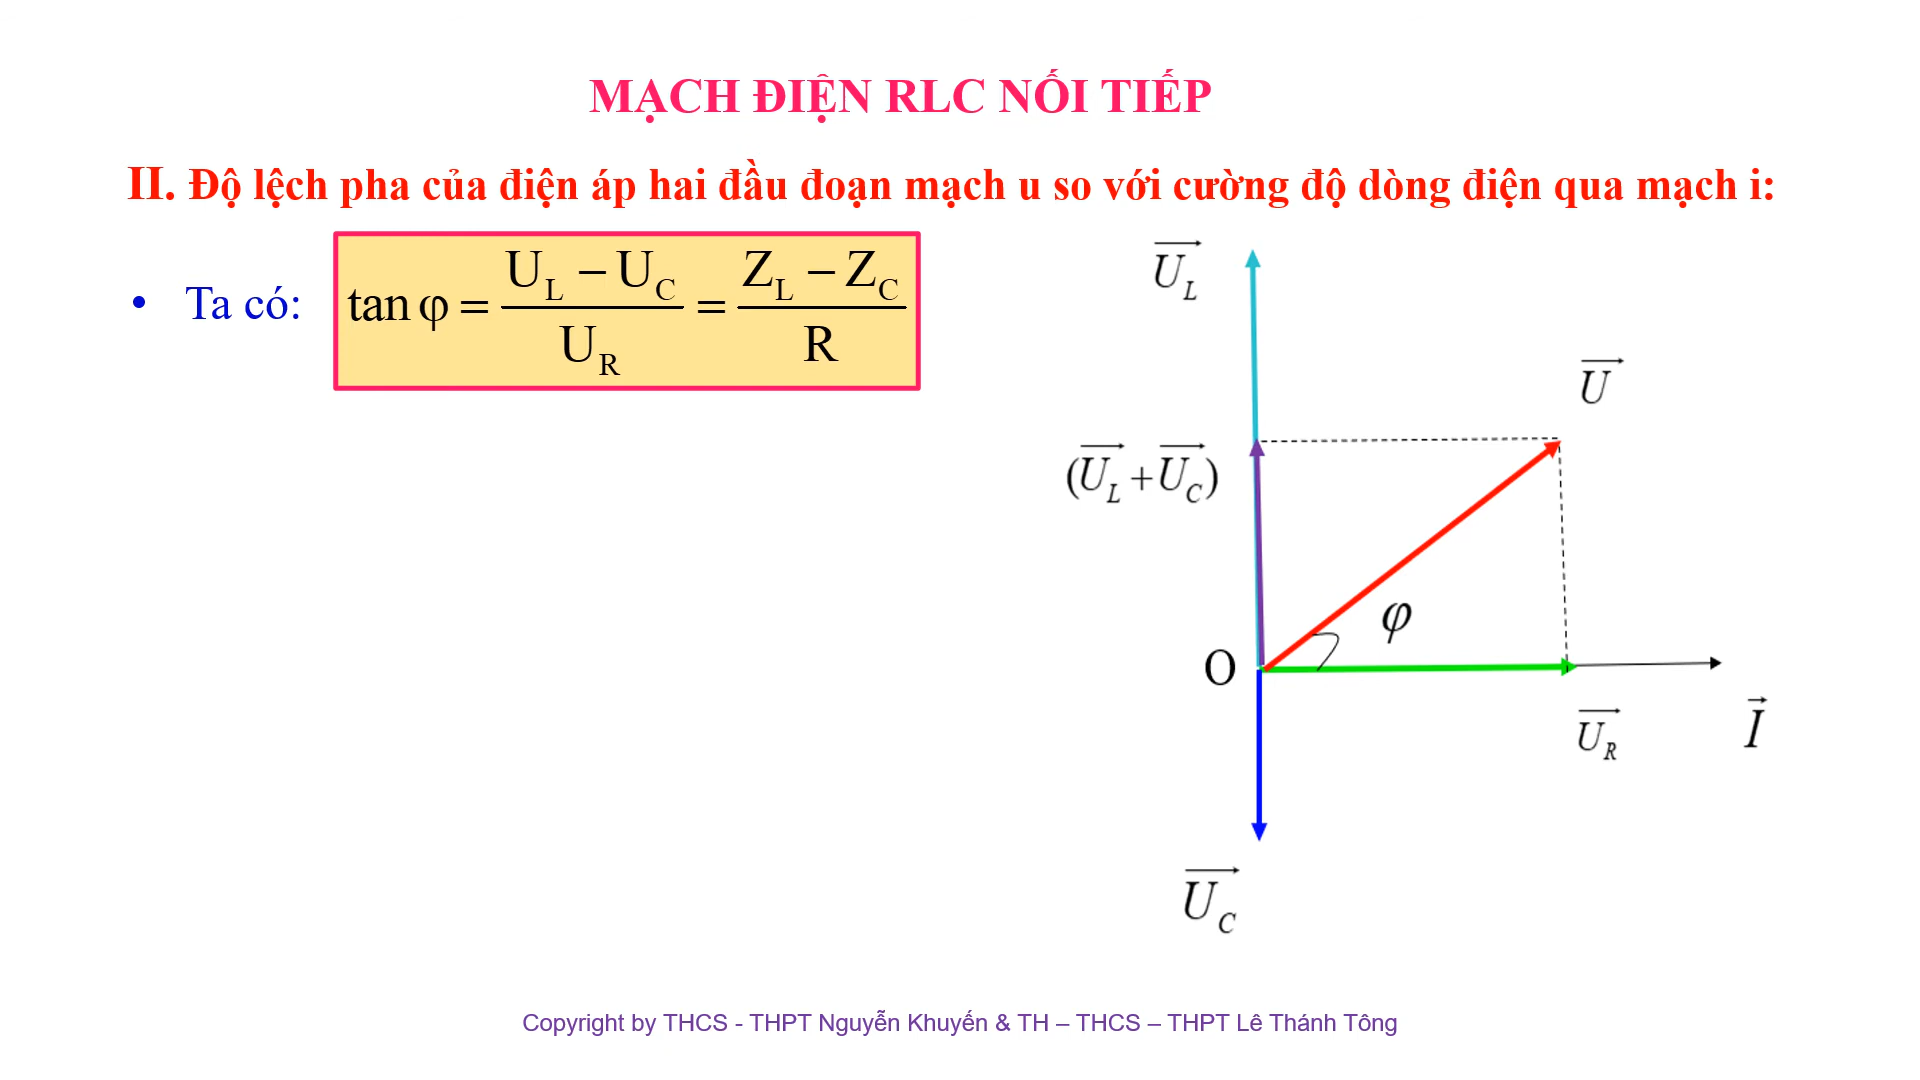 MẠCH ĐIỆN RLC NỐI TIẾP
II. Độ lệch pha của điện áp hai đầu đoạn mạch u so với cường độ dòng điện qua mạch i:
• Ta có: tan φ = (U_L − U_C) / U_R = (Z_L − Z_C) / R
U_L
U
(U_L + U_C)
φ
O
U_R
I
U_C
Copyright by THCS - THPT Nguyễn Khuyến & TH – THCS – THPT Lê Thánh Tông